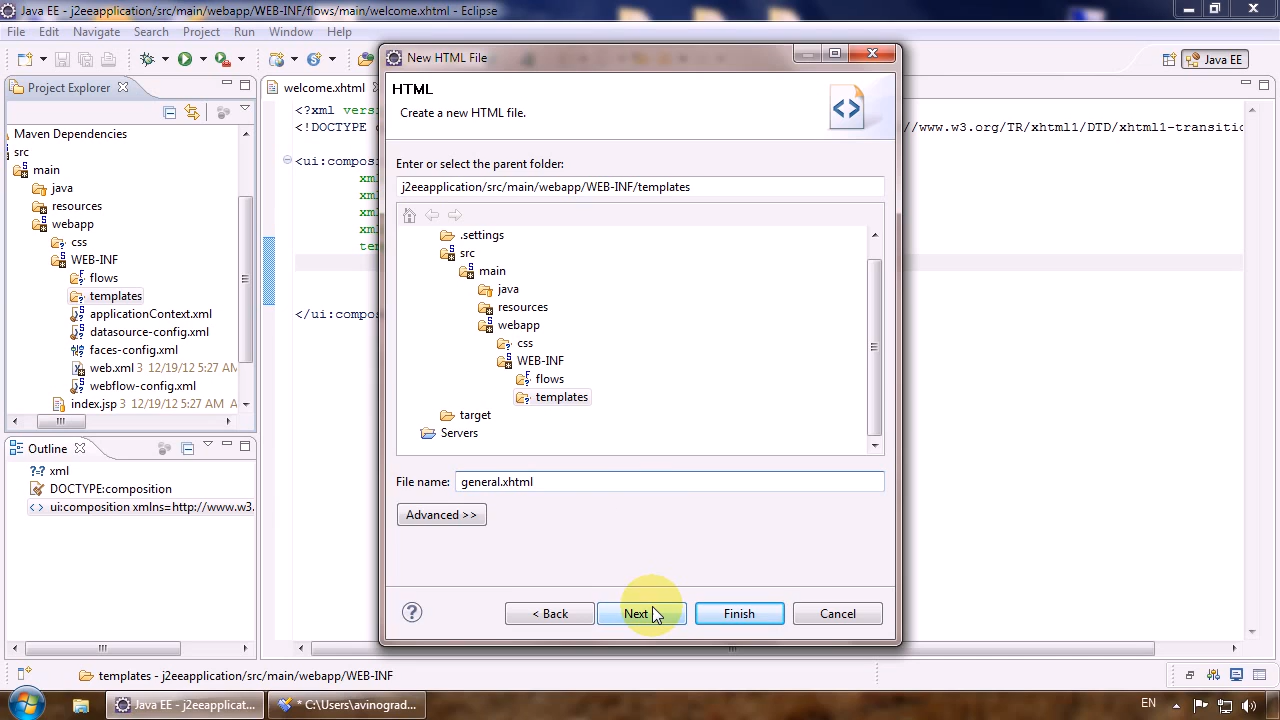 Java EE - j2eeapplication/src/main/webapp/WEB-INF/flows/main/welcome.xhtml - Eclipse
File Edit Navigate Search Project Run Window Help
Java EE
Project Explorer
Maven Dependencies
src
main
java
resources
webapp
css
WEB-INF
flows
templates
applicationContext.xml
datasource-config.xml
faces-config.xml
web.xml 3 12/19/12 5:27 AM
webflow-config.xml
index.jsp 3 12/19/12 5:27 AM A
Outline
xml
DOCTYPE:composition
ui:composition xmlns=http://www.w3.
welcome.xhtml
<?xml vers
<!DOCTYPE
//www.w3.org/TR/xhtml1/DTD/xhtml1-transitio
<ui:compos
xml
xml
xml
xml
tem
</ui:compos
New HTML File
HTML
Create a new HTML file.
Enter or select the parent folder:
j2eeapplication/src/main/webapp/WEB-INF/templates
.settings
src
main
java
resources
webapp
css
WEB-INF
flows
templates
target
Servers
File name: general.xhtml
Advanced >>
< Back Next Finish Cancel
templates - j2eeapplication/src/main/webapp/WEB-INF
Java EE - j2eeapplicat...
* C:\Users\avinograd...
EN